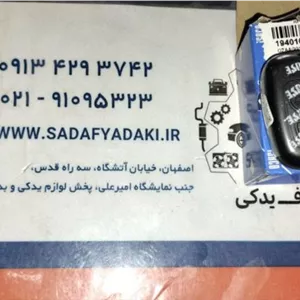 ۰۹۱۳ ۴۲۹ ۳۷۴۲
۰۲۱ - ۹۱۰۹۵۳۲۳
WWW.SADAFYADAKI.IR
اصفهان، خیابان آتشگاه، سه راه قدس،
جنب نمایشگاه امیرعلی، پخش لوازم یدکی و
ف یدکی